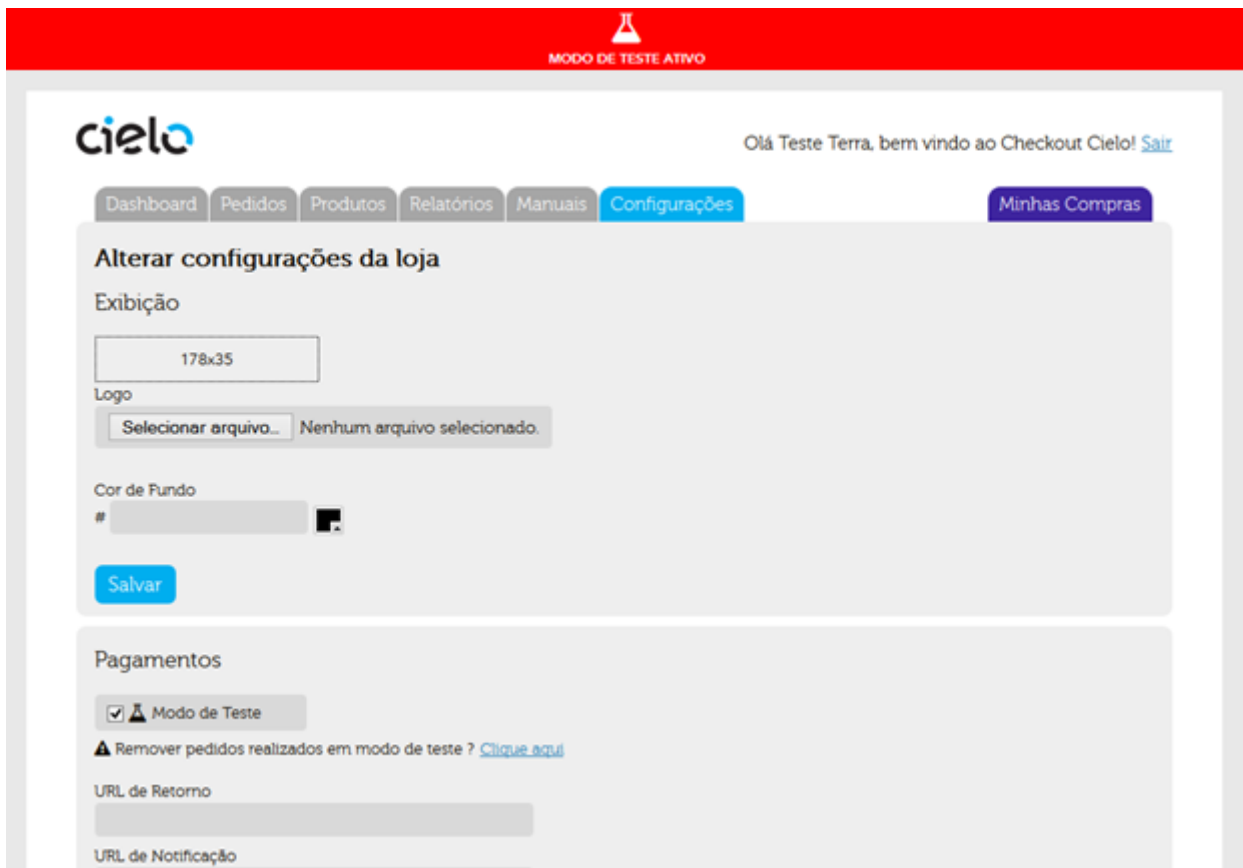 MODO DE TESTE ATIVO
cielo
Olá Teste Terra, bem vindo ao Checkout Cielo! Sair
Dashboard Pedidos Produtos Relatórios Manuais Configurações Minhas Compras
Alterar configurações da loja
Exibição
178x35
Logo
Selecionar arquivo... Nenhum arquivo selecionado.
Cor de Fundo
#
Salvar
Pagamentos
Modo de Teste
Remover pedidos realizados em modo de teste ? Clique aqui
URL de Retorno
URL de Notificação